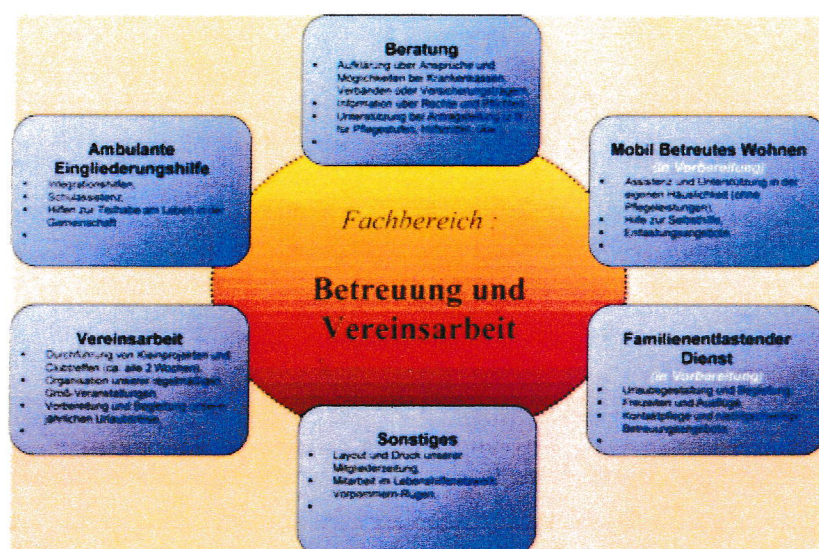 Beratung
Aufklärung über Ansprüche und
Möglichkeiten bei Krankenkassen,
Verbänden oder Versicherungsträgern
Information über Rechte und Pflichten
Unterstützung bei Antragstellung (z.B.
für Pflegestufen, Hilfsmittel, usw.
Ambulante
Eingliederungshilfe
Integrationshilfen,
Schulassistenz,
Hilfen zur Teilhabe am Leben in der
Gemeinschaft
Mobil Betreutes Wohnen
(in Vorbereitung)
Assistenz und Unterstützung in der
eigenen Häuslichkeit (ohne
Pflegeleistungen),
Hilfe zur Selbsthilfe,
Entlastungsangebote
Fachbereich :
Betreuung und
Vereinsarbeit
Vereinsarbeit
Durchführung von Kleinprojekten und
Clubtreffen (ca. alle 2 Wochen),
Organisation unserer regelmäßigen
Groß-Veranstaltungen,
Vorbereitung und Begleitung unserer
jährlichen Urlaubsreisen,
Familienentlastender
Dienst
(in Vorbereitung)
Urlaubsgestaltung und Begleitung
Freizeiten und Ausflüge
Kontaktpflege und
Betreuungsangebote
Sonstiges
Layout und Druck unserer
Mitgliederzeitung,
Mitarbeit im Lebenshilfenetzwerk
Vorpommern-Rügen,